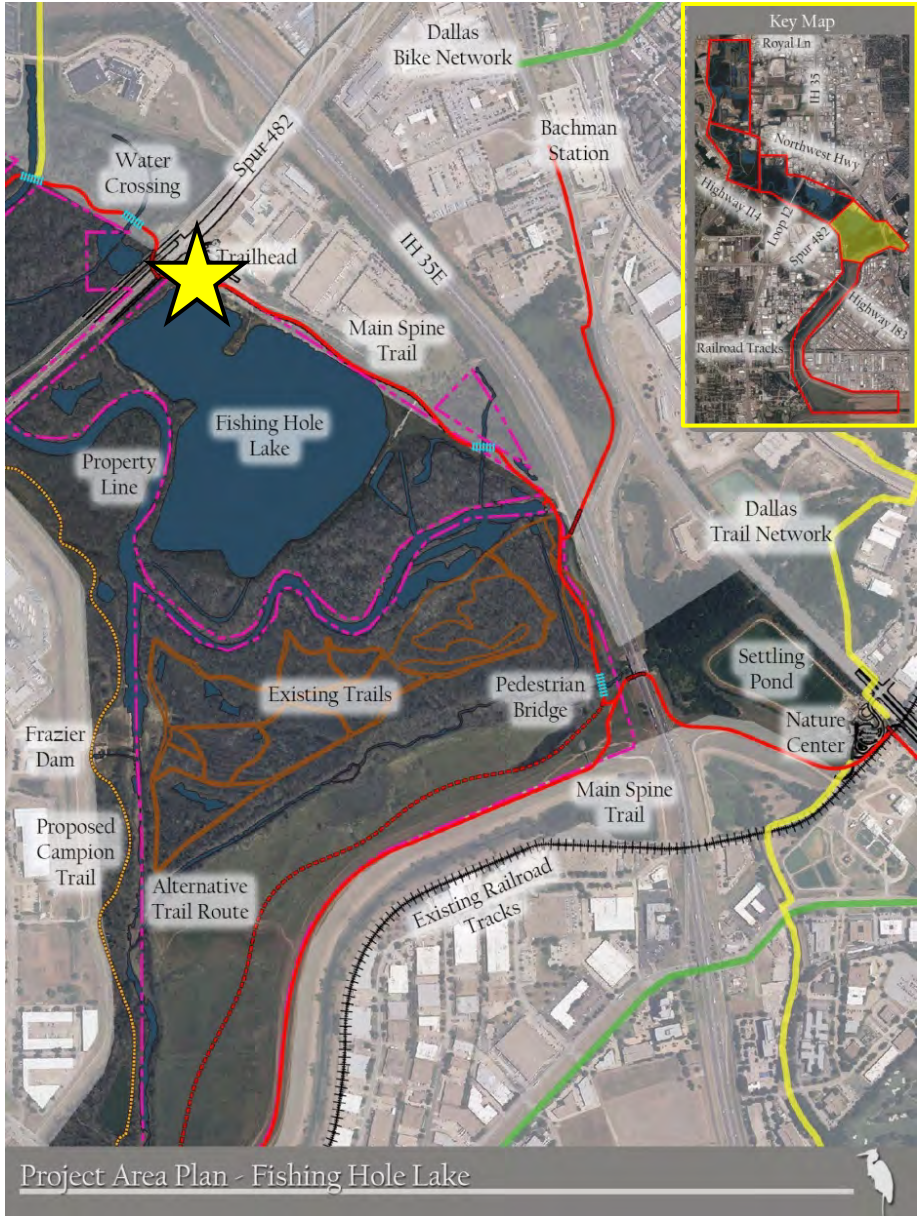 Key Map
Royal Ln
IH 35
Northwest Hwy
Highway 114
Loop 12
Spur 482
Highway 183
Railroad Tracks
Dallas
Bike Network
Spur 482
Water
Crossing
Bachman
Station
IH 35E
Trailhead
Main Spine
Trail
Fishing Hole
Lake
Property
Line
Dallas
Trail Network
Existing Trails
Pedestrian
Bridge
Settling
Pond
Nature
Center
Frazier
Dam
Main Spine
Trail
Proposed
Campion
Trail
Alternative
Trail Route
Existing Railroad
Tracks
Project Area Plan - Fishing Hole Lake